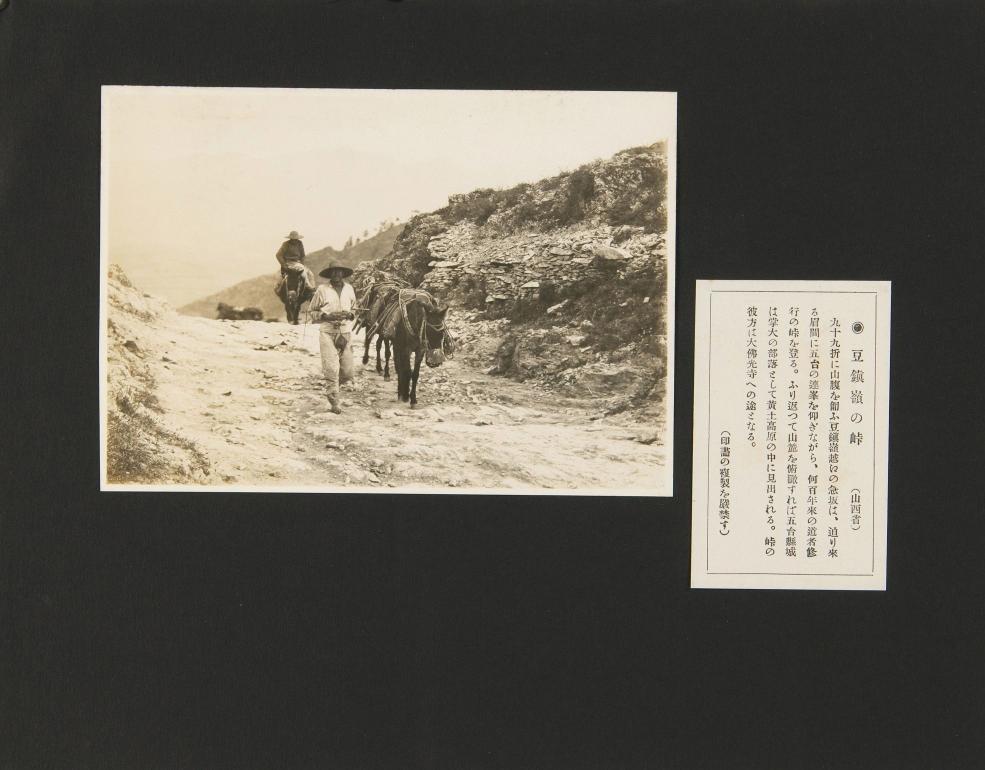 ◉ 豆鎭嶺の峠 (山西省)
九十九折に山腹を匍ふ豆鎭嶺越えの急坂は、迫り來
る眉間に五台の連峯を仰ぎながら、何百年來の道者修
行の峠を登る。ふり返つて山麓を俯瞰すれば五台縣城
は掌大の部落として黃土高原の中に見出される。峠の
彼方は大佛光寺への途となる。
(印畵の複製を嚴禁す)